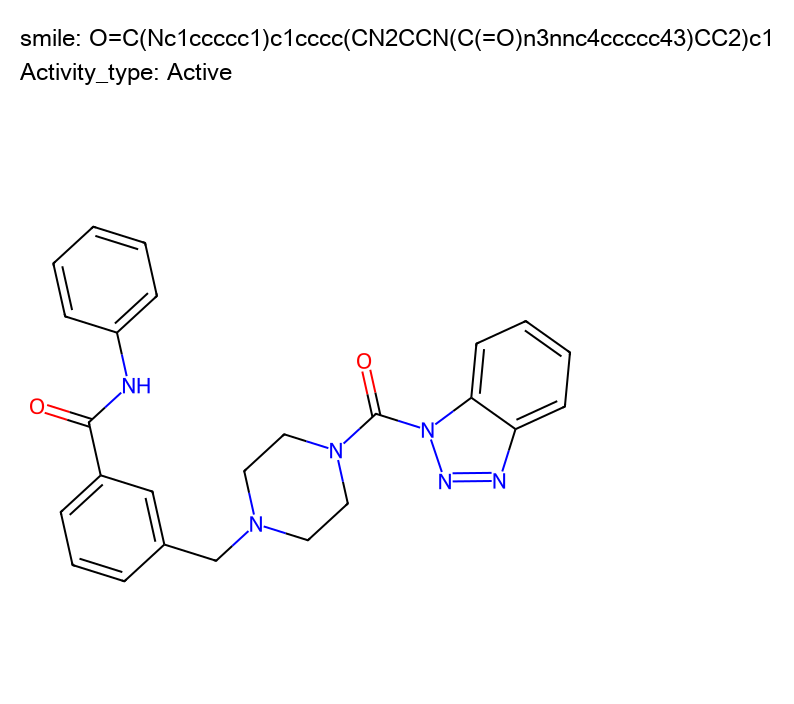 smile: O=C(Nc1ccccc1)c1cccc(CN2CCN(C(=O)n3nnc4ccccc43)CC2)c1
Activity_type: Active
O
NH
O
N
N
N
N
N